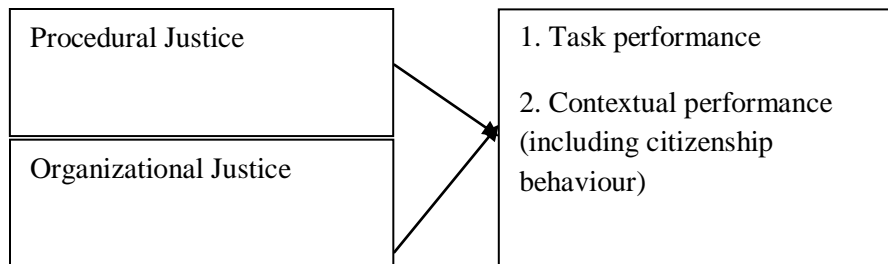 Procedural Justice
Organizational Justice
1. Task performance
2. Contextual performance
(including citizenship
behaviour)